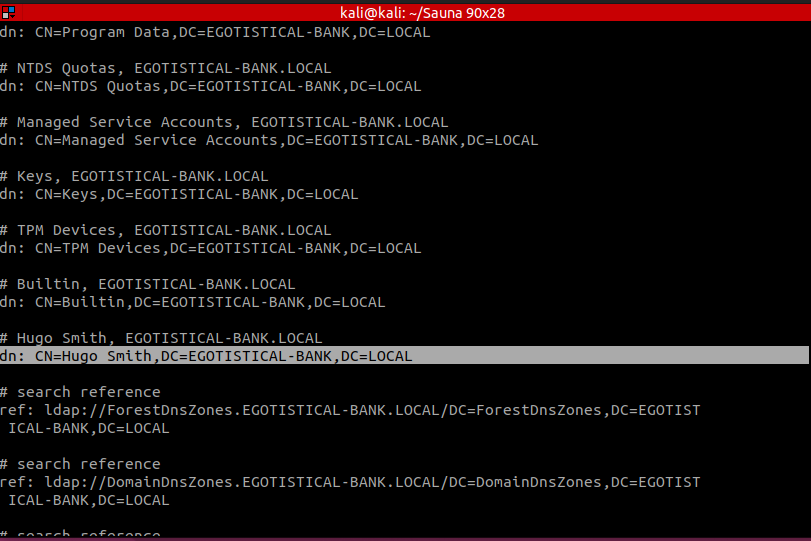 kali@kali: ~/Sauna 90x28
dn: CN=Program Data,DC=EGOTISTICAL-BANK,DC=LOCAL
# NTDS Quotas, EGOTISTICAL-BANK.LOCAL
dn: CN=NTDS Quotas,DC=EGOTISTICAL-BANK,DC=LOCAL
# Managed Service Accounts, EGOTISTICAL-BANK.LOCAL
dn: CN=Managed Service Accounts,DC=EGOTISTICAL-BANK,DC=LOCAL
# Keys, EGOTISTICAL-BANK.LOCAL
dn: CN=Keys,DC=EGOTISTICAL-BANK,DC=LOCAL
# TPM Devices, EGOTISTICAL-BANK.LOCAL
dn: CN=TPM Devices,DC=EGOTISTICAL-BANK,DC=LOCAL
# Builtin, EGOTISTICAL-BANK.LOCAL
dn: CN=Builtin,DC=EGOTISTICAL-BANK,DC=LOCAL
# Hugo Smith, EGOTISTICAL-BANK.LOCAL
dn: CN=Hugo Smith,DC=EGOTISTICAL-BANK,DC=LOCAL
# search reference
ref: ldap://ForestDnsZones.EGOTISTICAL-BANK.LOCAL/DC=ForestDnsZones,DC=EGOTIST
ICAL-BANK,DC=LOCAL
# search reference
ref: ldap://DomainDnsZones.EGOTISTICAL-BANK.LOCAL/DC=DomainDnsZones,DC=EGOTIST
ICAL-BANK,DC=LOCAL
# search reference